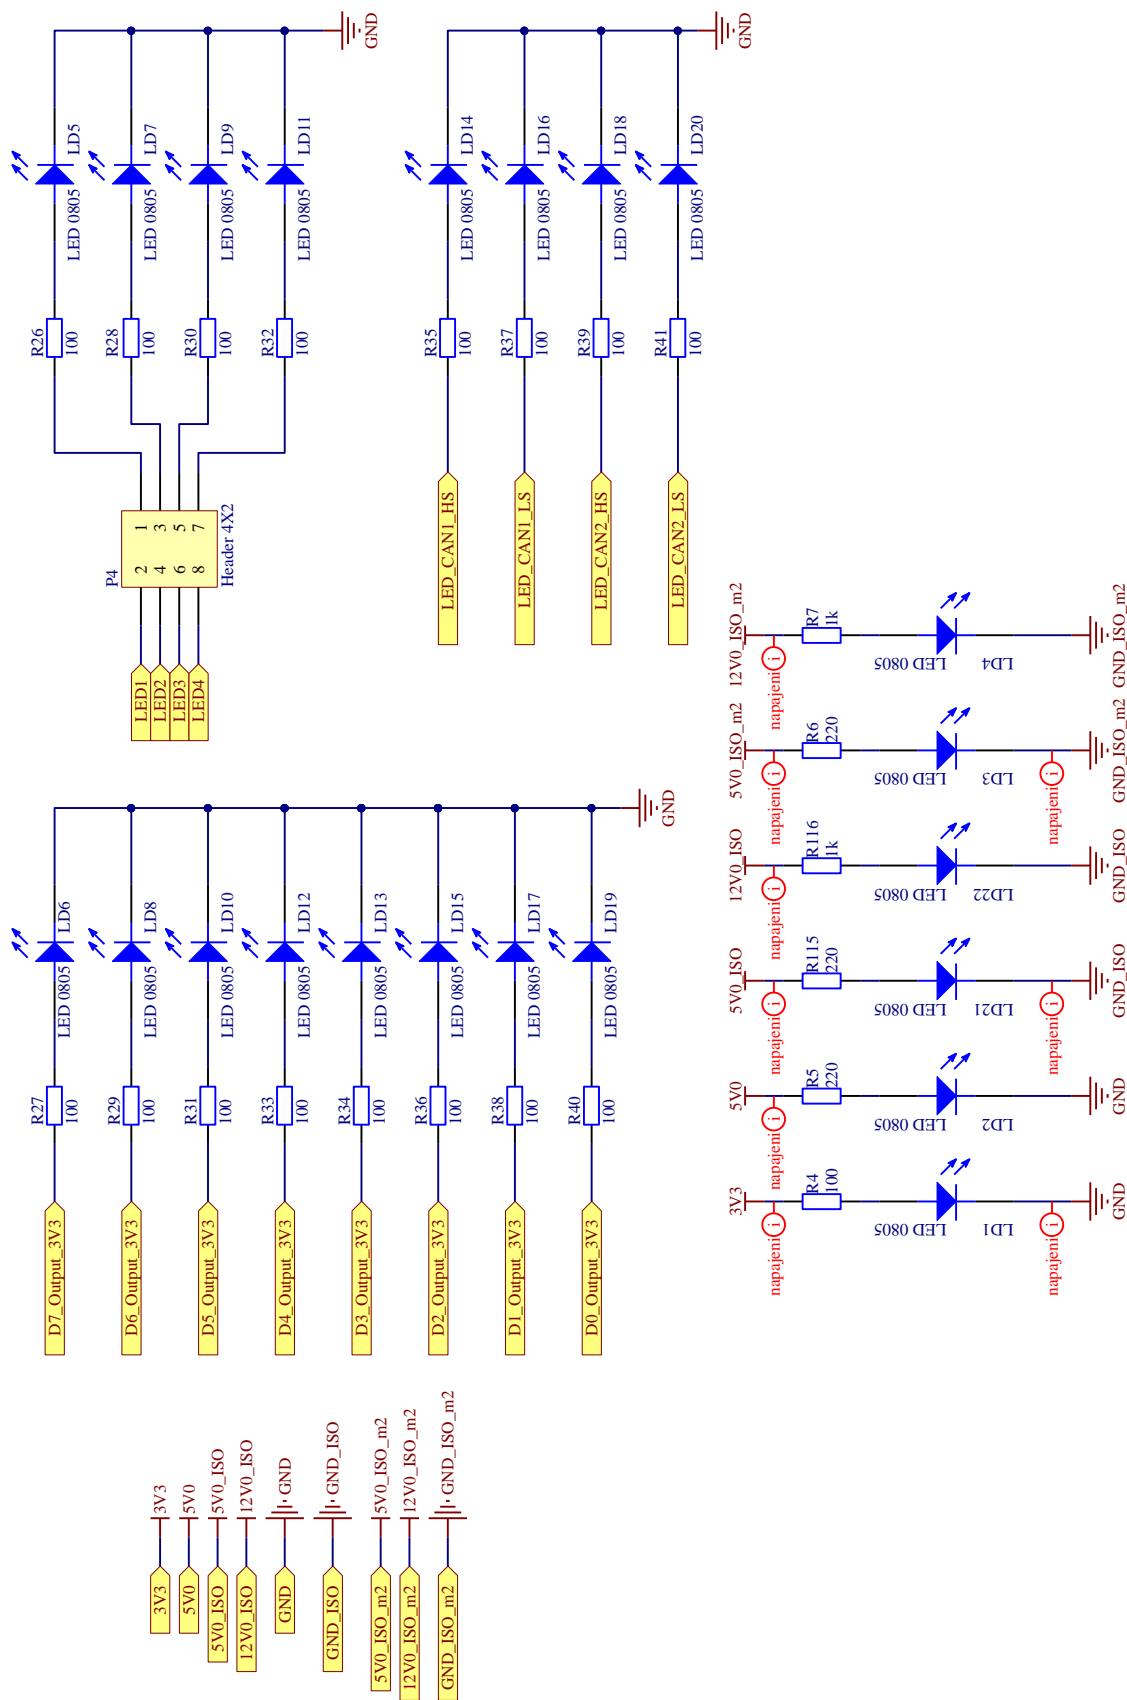 GND
LD5
LED 0805
R26
100
LD7
LED 0805
R28
100
LD9
LED 0805
R30
100
LD11
LED 0805
R32
100
P4
1
2
3
4
5
6
7
8
Header 4X2
LED1
LED2
LED3
LED4
GND
LD14
LED 0805
R35
100
LED_CAN1_HS
LD16
LED 0805
R37
100
LED_CAN1_LS
LD18
LED 0805
R39
100
LED_CAN2_HS
LD20
LED 0805
R41
100
LED_CAN2_LS
GND
LD6
LED 0805
R27
100
D7_Output_3V3
LD8
LED 0805
R29
100
D6_Output_3V3
LD10
LED 0805
R31
100
D5_Output_3V3
LD12
LED 0805
R33
100
D4_Output_3V3
LD13
LED 0805
R34
100
D3_Output_3V3
LD15
LED 0805
R36
100
D2_Output_3V3
LD17
LED 0805
R38
100
D1_Output_3V3
LD19
LED 0805
R40
100
D0_Output_3V3
12V0_ISO_m2
i
napajeni
R7
1k
LED 0805
LD4
GND_ISO_m2
5V0_ISO_m2
i
napajeni
R6
220
LED 0805
LD3
i
napajeni
GND_ISO_m2
12V0_ISO
i
napajeni
R116
1k
LED 0805
LD22
GND_ISO
5V0_ISO
i
napajeni
R115
220
LED 0805
LD21
i
napajeni
GND_ISO
5V0
i
napajeni
R5
220
LED 0805
LD2
GND
3V3
i
napajeni
R4
100
LED 0805
LD1
i
napajeni
GND
3V3
3V3
5V0
5V0
5V0_ISO
5V0_ISO
12V0_ISO
12V0_ISO
GND
GND
GND_ISO
GND_ISO
5V0_ISO_m2
5V0_ISO_m2
12V0_ISO_m2
12V0_ISO_m2
GND_ISO_m2
GND_ISO_m2